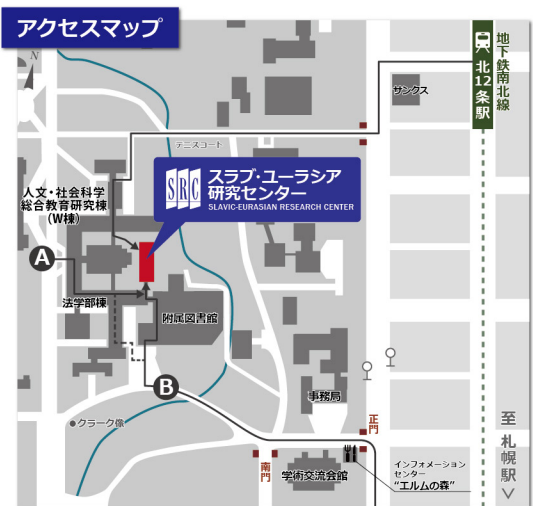 アクセスマップ
N
北12条駅
地下鉄南北線
サンクス
テニスコート
SRC
スラブ・ユーラシア
研究センター
SLAVIC-EURASIAN RESEARCH CENTER
人文・社会科学
総合教育研究棟
(W棟)
A
法学部棟
附属図書館
B
事務局
クラーク像
正門
南門
学術交流会館
インフォメーション
センター
“エルムの森”
至 札幌駅